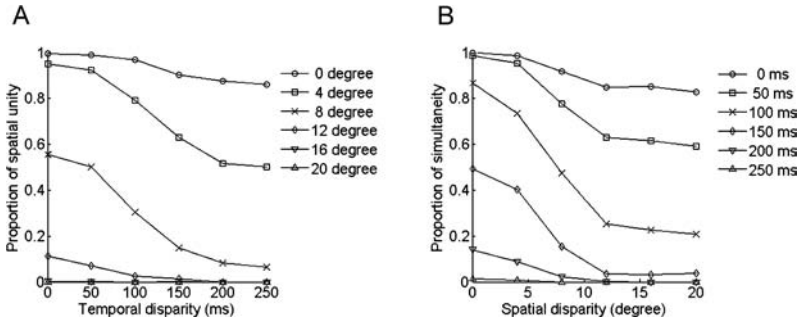 A
Proportion of spatial unity
1
0.8
0.6
0.4
0.2
0
0 50 100 150 200 250
Temporal disparity (ms)
0 degree
4 degree
8 degree
12 degree
16 degree
20 degree
B
Proportion of simultaneity
1
0.8
0.6
0.4
0.2
0
0 5 10 15 20
Spatial disparity (degree)
0 ms
50 ms
100 ms
150 ms
200 ms
250 ms